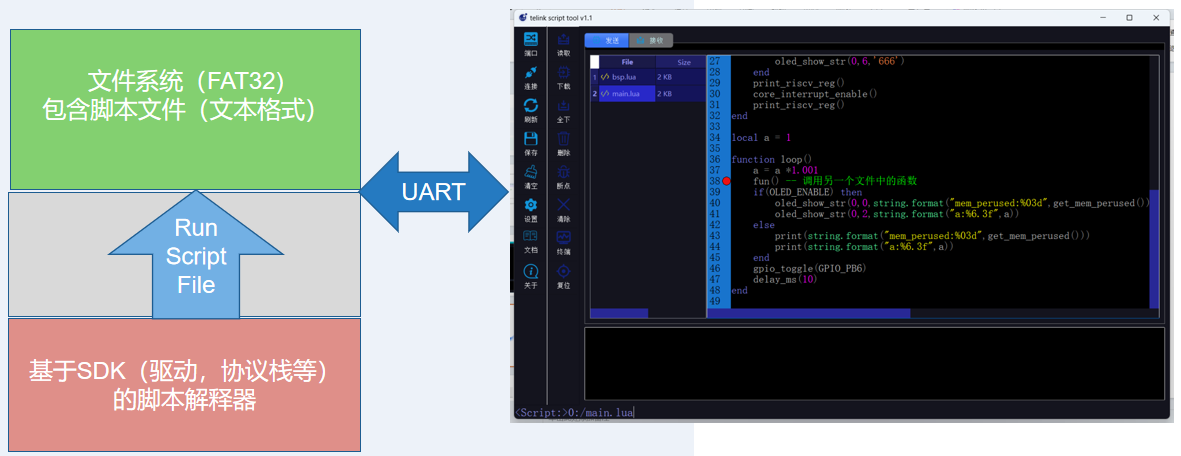 文件系统（FAT32）
包含脚本文件（文本格式）
Run
Script
File
基于SDK（驱动，协议栈等）
的脚本解释器
UART
telink script tool v1.1
端口 读取
连接 下载
刷新 全下
保存 删除
清空 断点
设置 清除
文档 终端
关于 复位
发送 接收
File Size
1 bsp.lua 2 KB
2 main.lua 2 KB
27 oled_show_str(0,6,'666')
28 end
29 print_riscv_reg()
30 core_interrupt_enable()
31 print_riscv_reg()
32 end
33
34 local a = 1
35
36 function loop()
37 a = a *1.001
38 fun() -- 调用另一个文件中的函数
39 if(OLED_ENABLE) then
40 oled_show_str(0,0,string.format("mem_perused:%03d",get_mem_perused())
41 oled_show_str(0,2,string.format("a:%6.3f",a))
42 else
43 print(string.format("mem_perused:%03d",get_mem_perused()))
44 print(string.format("a:%6.3f",a))
45 end
46 gpio_toggle(GPIO_PB6)
47 delay_ms(10)
48 end
49
<Script:>0:/main.lua